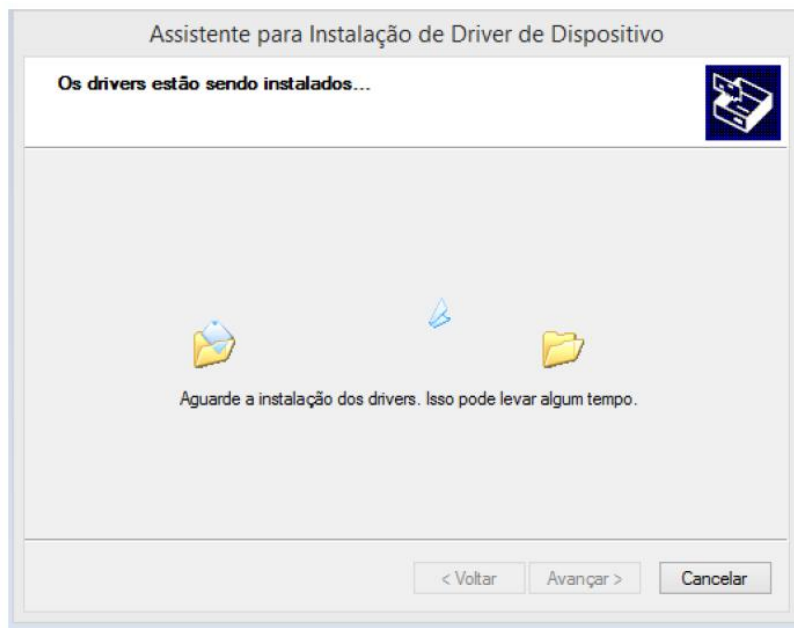 Assistente para Instalação de Driver de Dispositivo
Os drivers estão sendo instalados...
Aguarde a instalação dos drivers. Isso pode levar algum tempo.
< Voltar
Avançar >
Cancelar